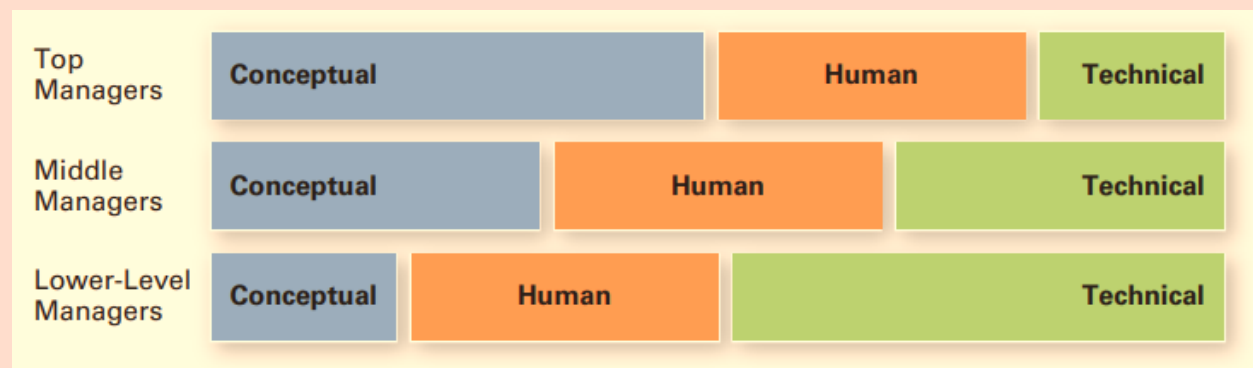 Top
Managers
Conceptual
Human
Technical
Middle
Managers
Conceptual
Human
Technical
Lower-Level
Managers
Conceptual
Human
Technical